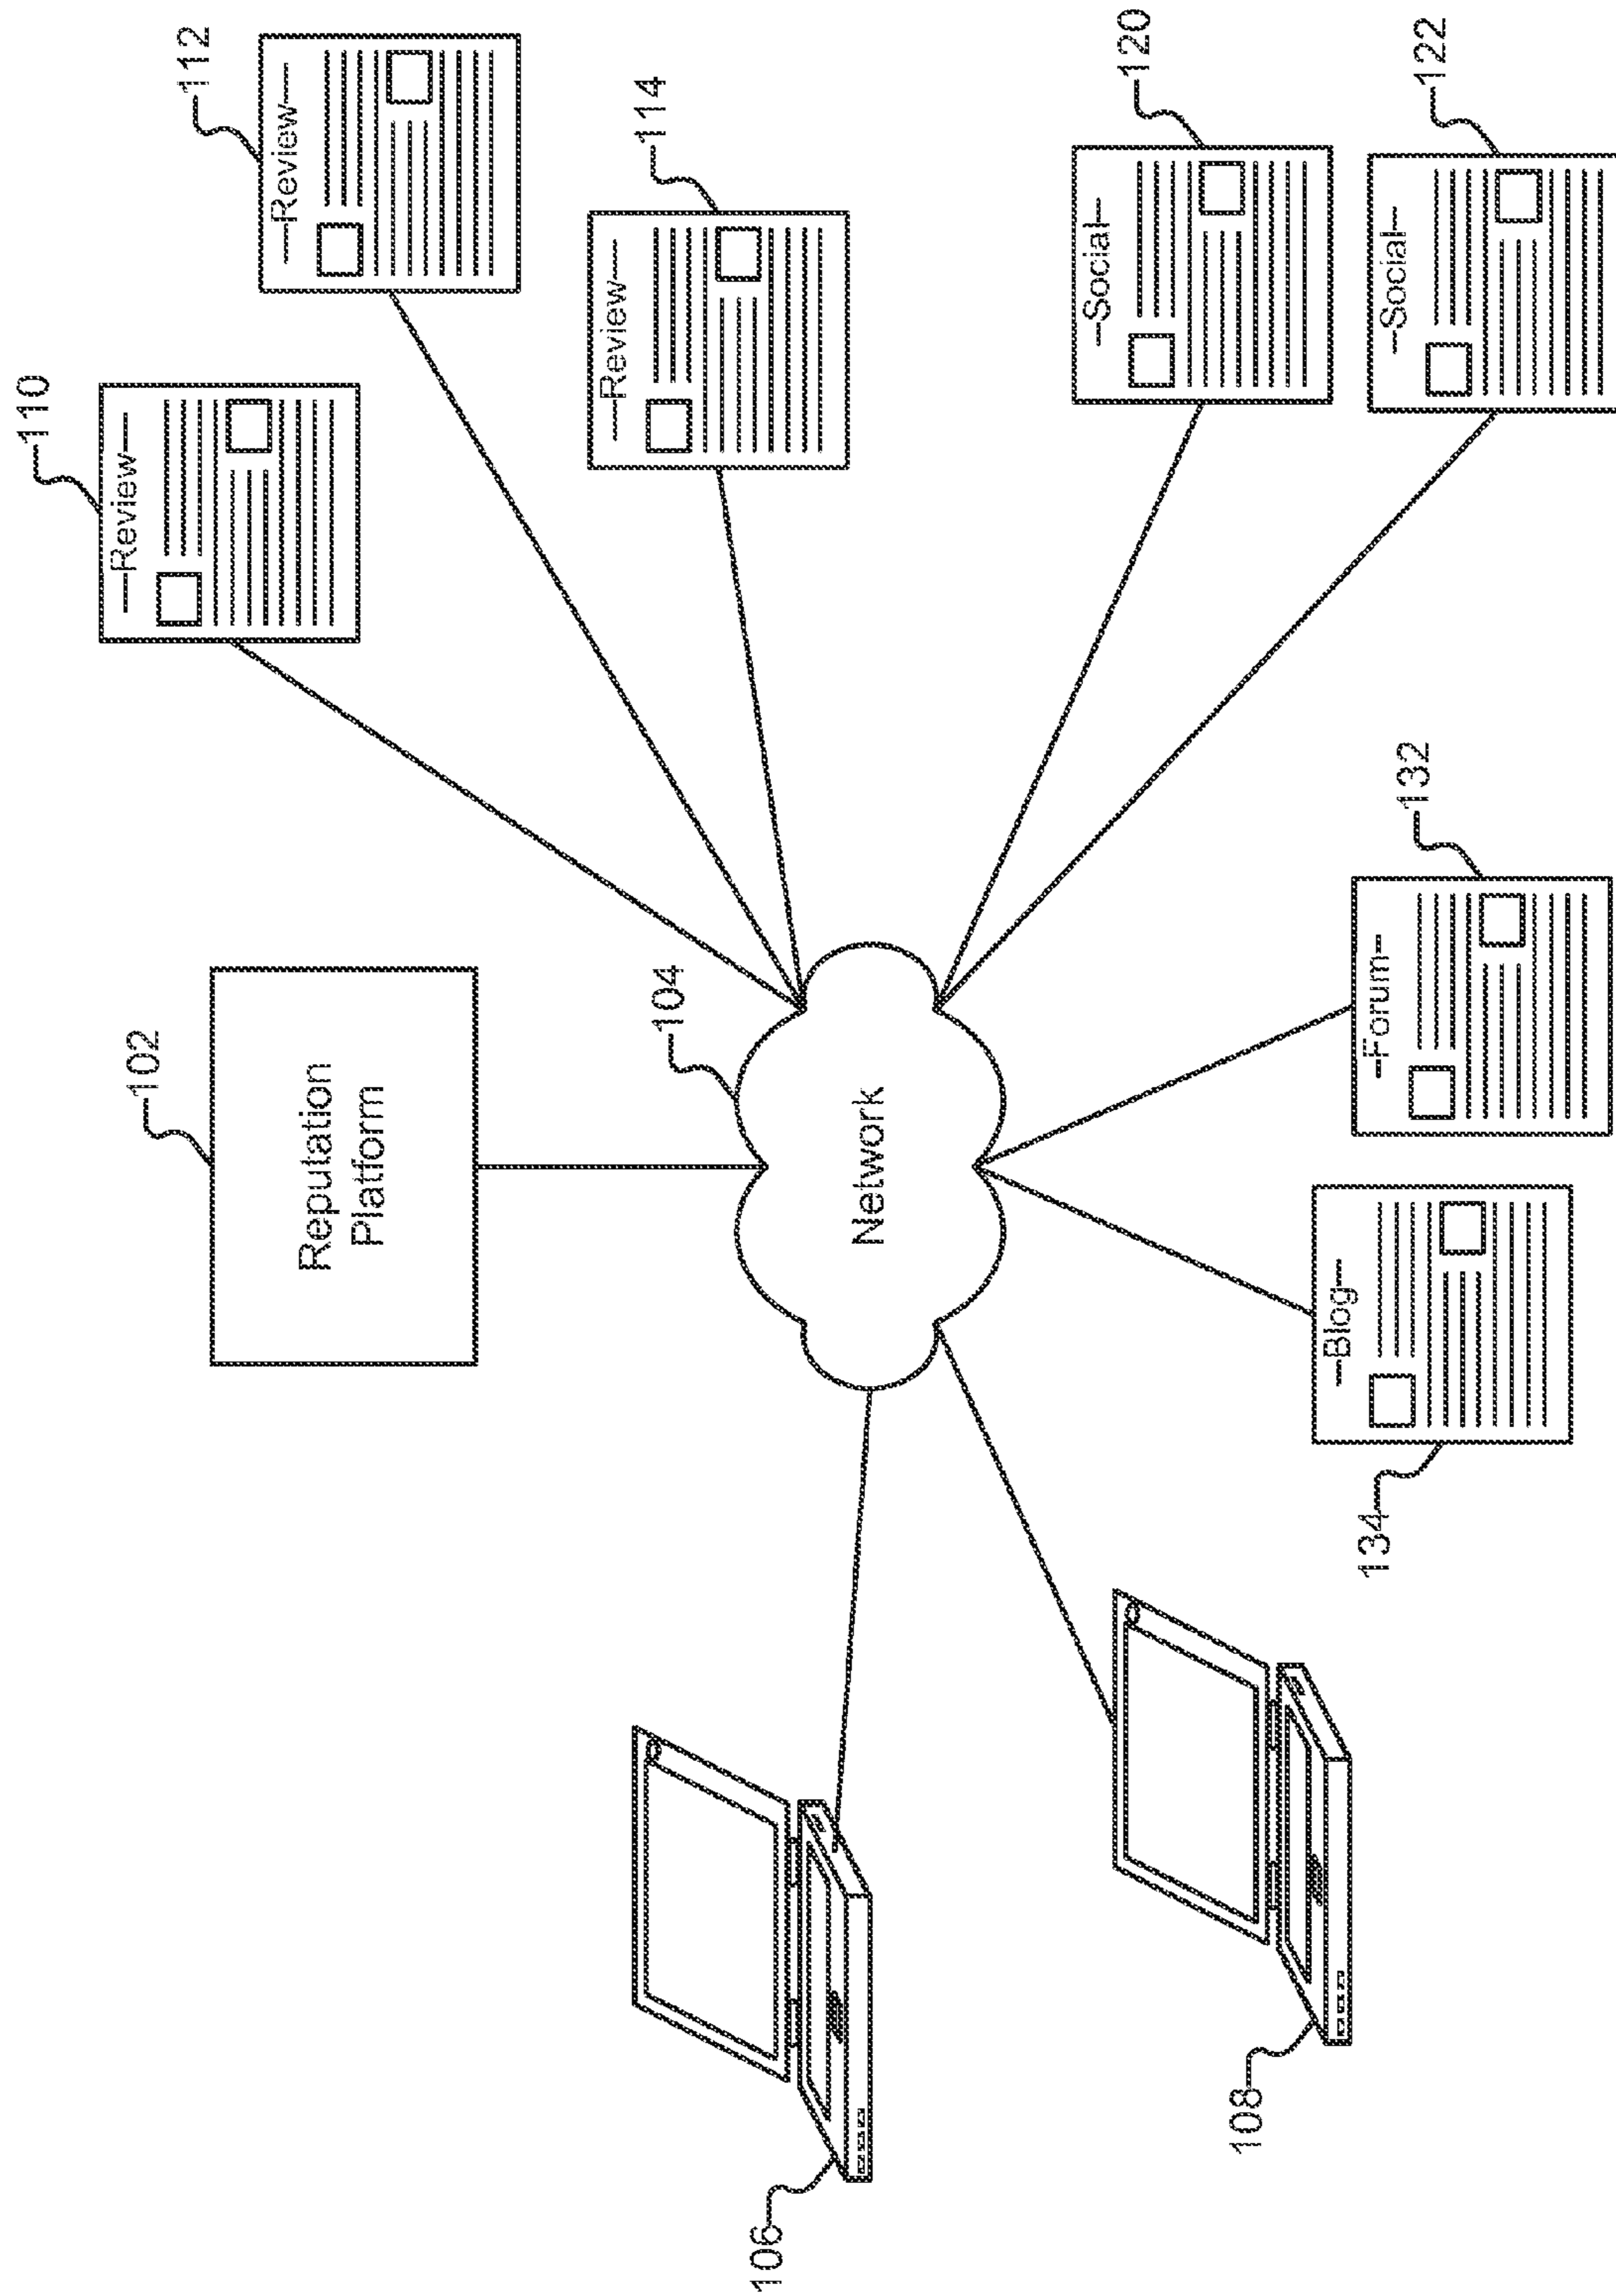 102
Reputation
Platform
104
Network
110
—Review—
112
—Review—
114
—Review—
120
—Social—
122
—Social—
132
—Forum—
134
—Blog—
106
108